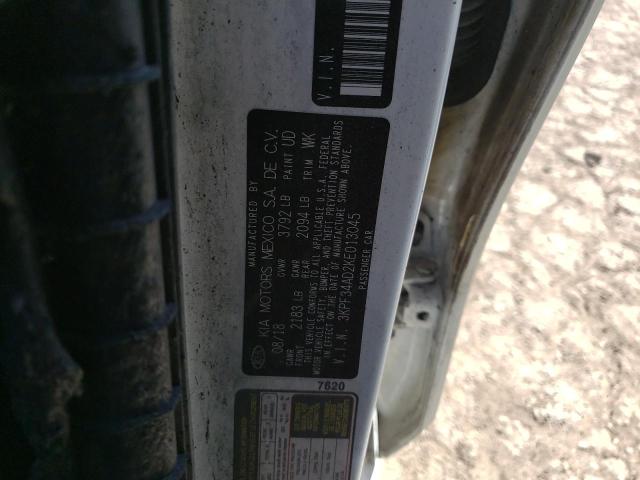 MANUFACTURED BY
KIA MOTORS MEXICO S.A. DE C.V.
08/18 GVWR 3792 LB PAINT UD
GAWR FRONT 2183 LB GAWR REAR 2094 LB TRIM WK
THIS VEHICLE CONFORMS TO ALL APPLICABLE U.S.A. FEDERAL
MOTOR VEHICLE SAFETY, BUMPER, AND THEFT PREVENTION STANDARDS
IN EFFECT ON THE DATE OF MANUFACTURE SHOWN ABOVE.
V.I.N. 3KPF34AD2KE013045
PASSENGER CAR
V.I.N.
7620